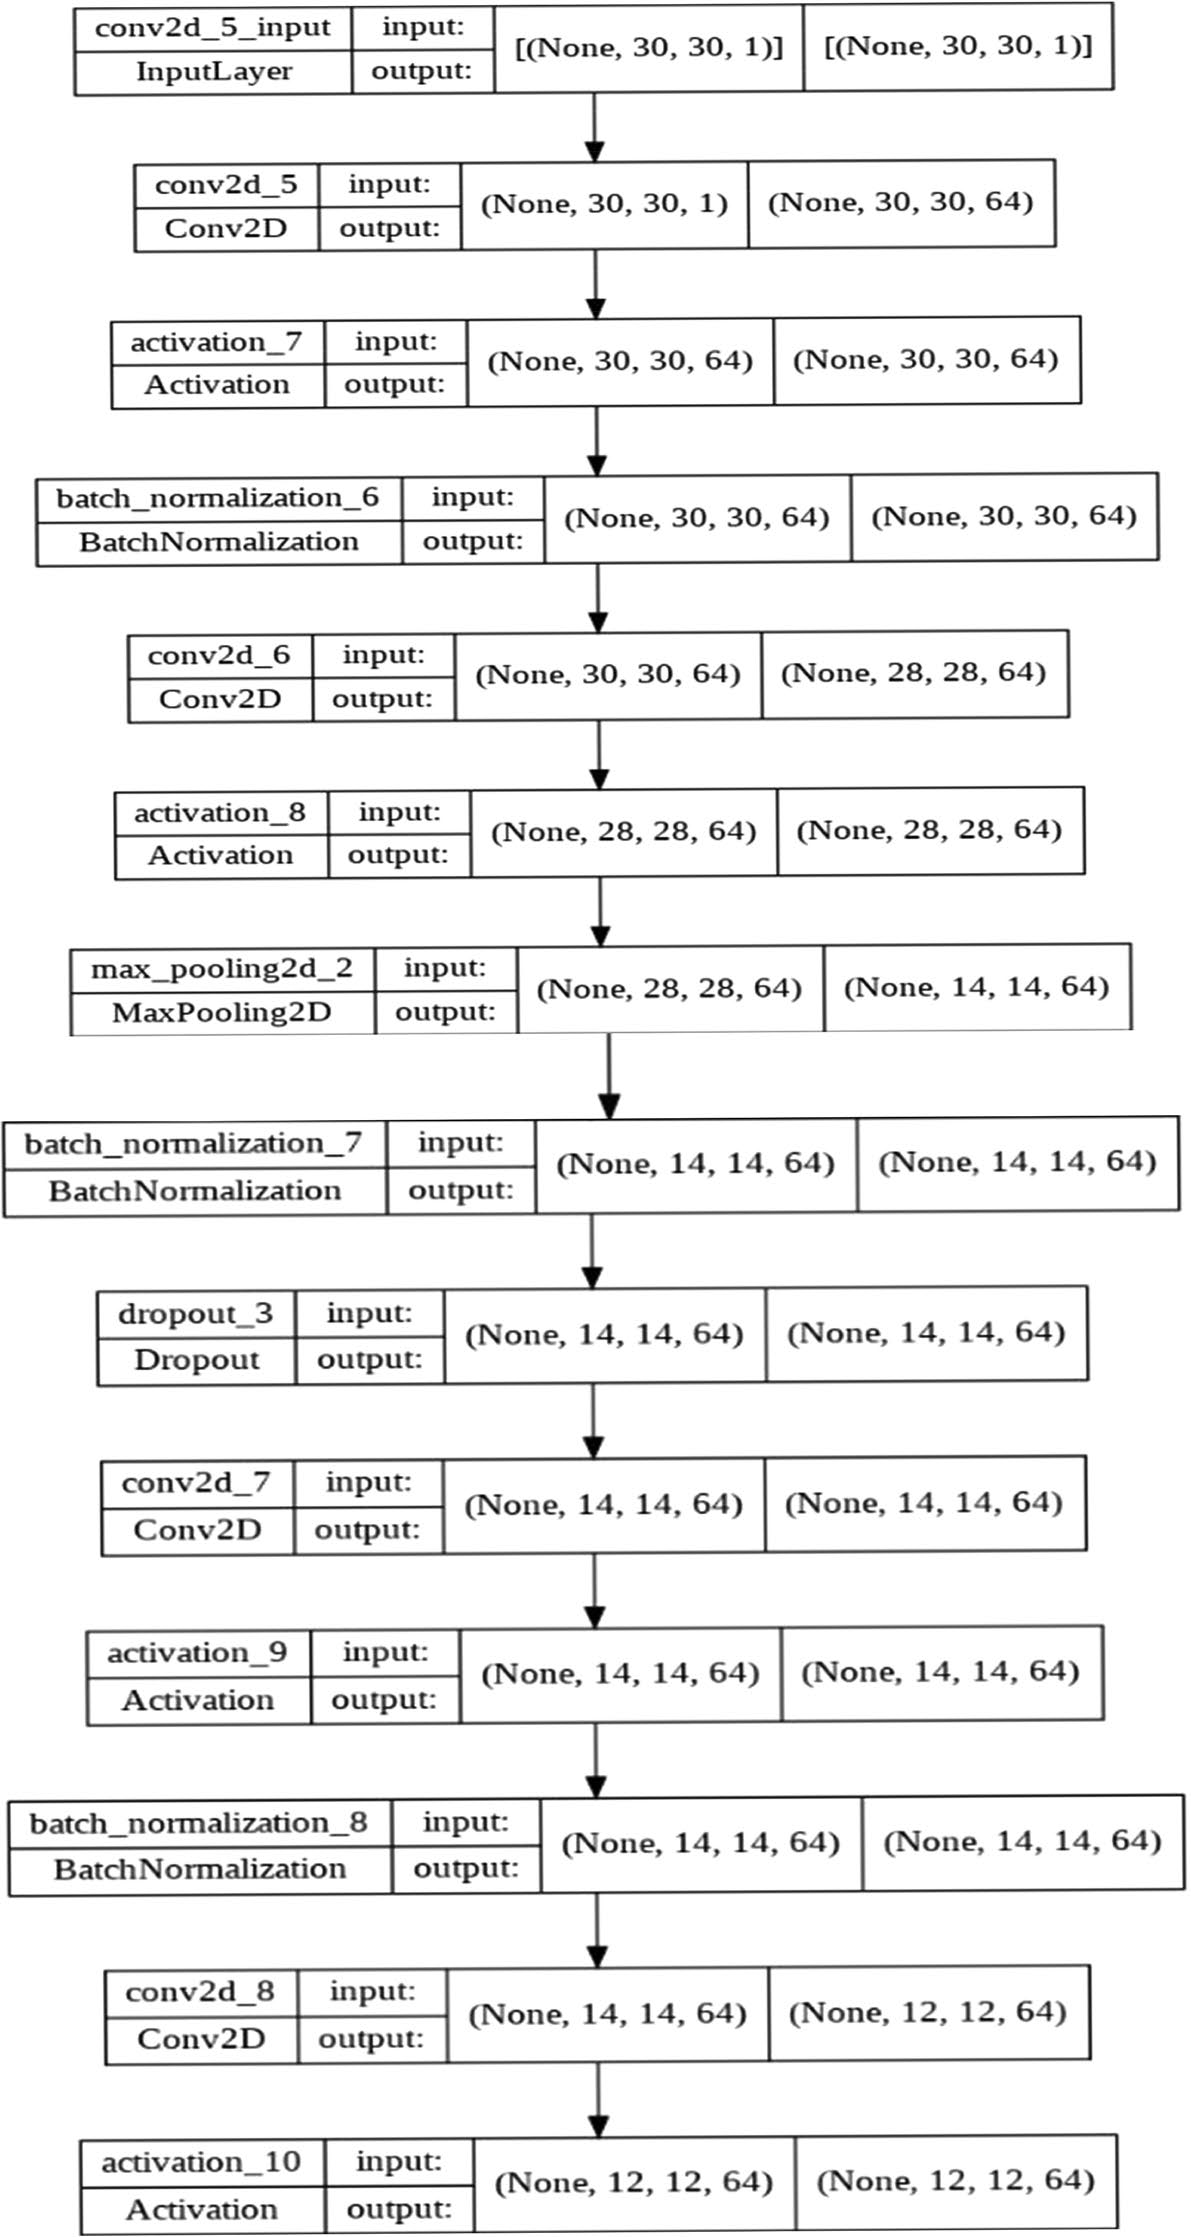 conv2d_5_input input: [(None, 30, 30, 1)] [(None, 30, 30, 1)]
InputLayer output:
conv2d_5 input: (None, 30, 30, 1) (None, 30, 30, 64)
Conv2D output:
activation_7 input: (None, 30, 30, 64) (None, 30, 30, 64)
Activation output:
batch_normalization_6 input: (None, 30, 30, 64) (None, 30, 30, 64)
BatchNormalization output:
conv2d_6 input: (None, 30, 30, 64) (None, 28, 28, 64)
Conv2D output:
activation_8 input: (None, 28, 28, 64) (None, 28, 28, 64)
Activation output:
max_pooling2d_2 input: (None, 28, 28, 64) (None, 14, 14, 64)
MaxPooling2D output:
batch_normalization_7 input: (None, 14, 14, 64) (None, 14, 14, 64)
BatchNormalization output:
dropout_3 input: (None, 14, 14, 64) (None, 14, 14, 64)
Dropout output:
conv2d_7 input: (None, 14, 14, 64) (None, 14, 14, 64)
Conv2D output:
activation_9 input: (None, 14, 14, 64) (None, 14, 14, 64)
Activation output:
batch_normalization_8 input: (None, 14, 14, 64) (None, 14, 14, 64)
BatchNormalization output:
conv2d_8 input: (None, 14, 14, 64) (None, 12, 12, 64)
Conv2D output:
activation_10 input: (None, 12, 12, 64) (None, 12, 12, 64)
Activation output: